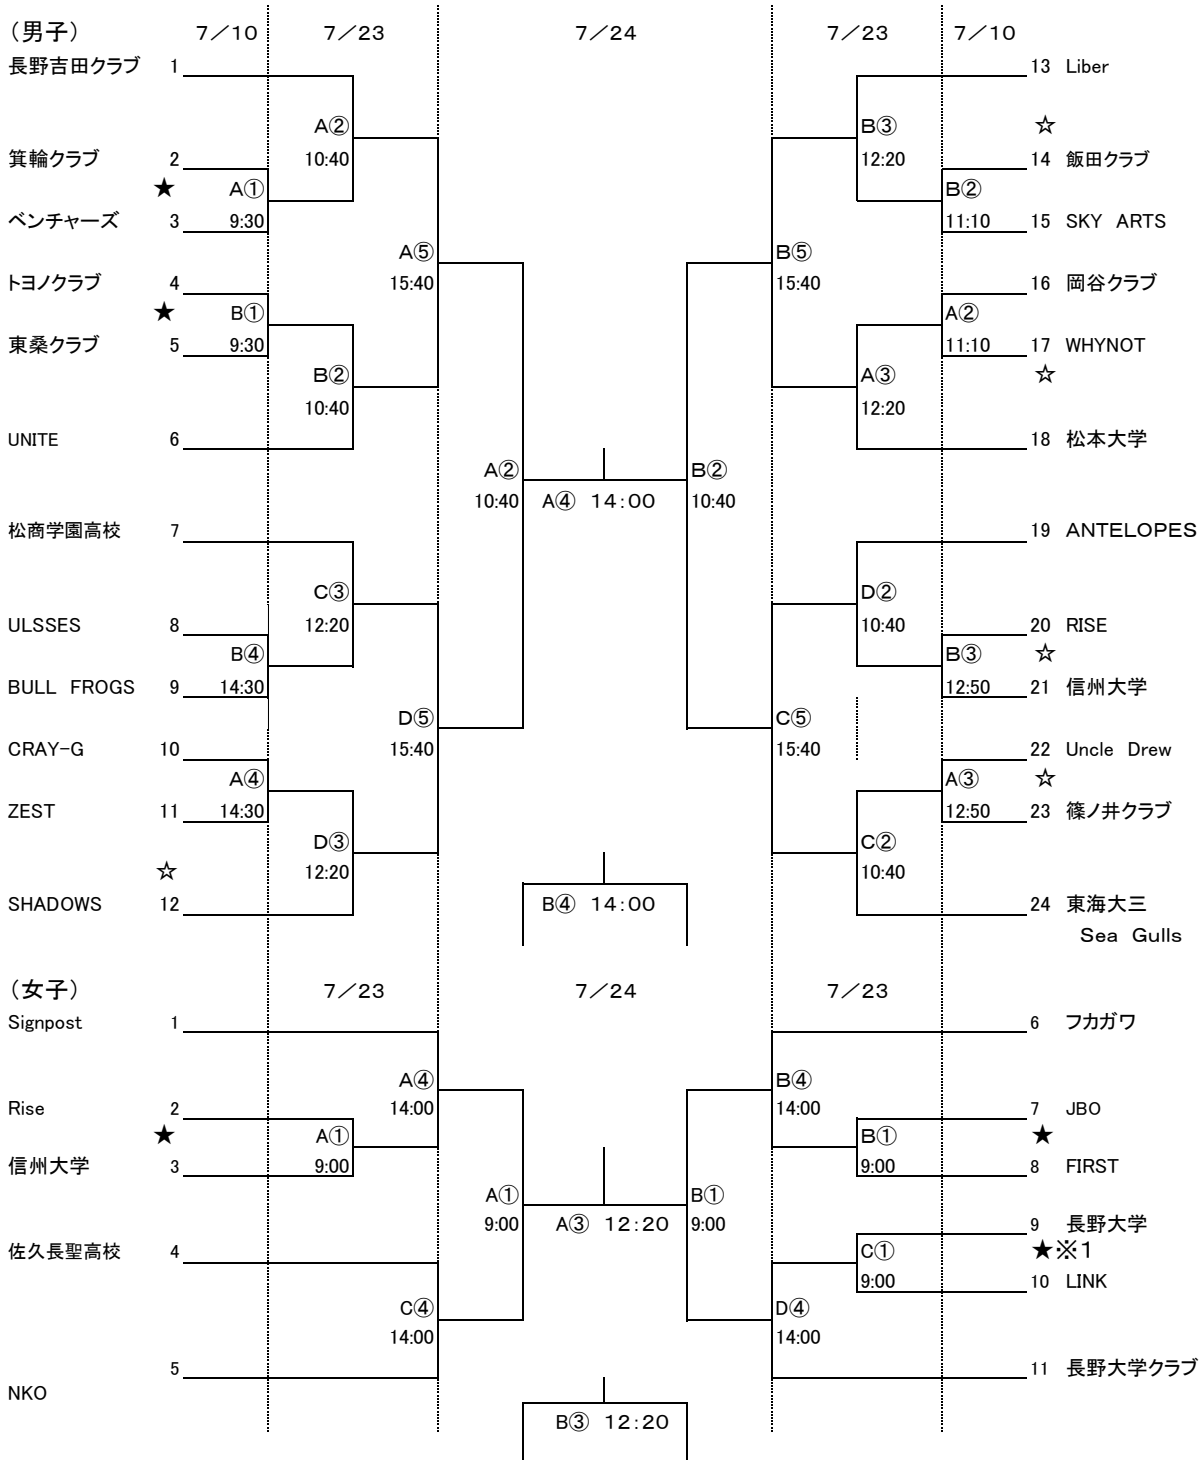 （男子） 7／10 7／23 7／24 7／23 7／10
長野吉田クラブ 1 13 Liber
A② B③ ☆
箕輪クラブ 2 10:40 12:20 14 飯田クラブ
★ A① B②
ベンチャーズ 3 9:30 11:10 15 SKY ARTS
A⑤ B⑤
トヨノクラブ 4 15:40 15:40 16 岡谷クラブ
★ B① A②
東桑クラブ 5 9:30 11:10 17 WHYNOT
B② A③ ☆
10:40 12:20
UNITE 6 18 松本大学
A② B②
10:40 A④ 14:00 10:40
松商学園高校 7 19 ANTELOPES
C③ D②
ULSSES 8 12:20 10:40 20 RISE
B④ B③ ☆
BULL FROGS 9 14:30 12:50 21 信州大学
D⑤ C⑤
CRAY-G 10 15:40 15:40 22 Uncle Drew
A④ A③ ☆
ZEST 11 14:30 12:50 23 篠ノ井クラブ
D③ C②
☆ 12:20 10:40
SHADOWS 12 B④ 14:00 24 東海大三
Sea Gulls
（女子） 7／23 7／24 7／23
Signpost 1 6 フカガワ
A④ B④
Rise 2 14:00 14:00 7 JBO
★ A① B① ★
信州大学 3 9:00 9:00 8 FIRST
A① B①
9:00 A③ 12:20 9:00 9 長野大学
佐久長聖高校 4 C① ★※1
9:00 10 LINK
C④ D④
14:00 14:00
5 11 長野大学クラブ
NKO
B③ 12:20